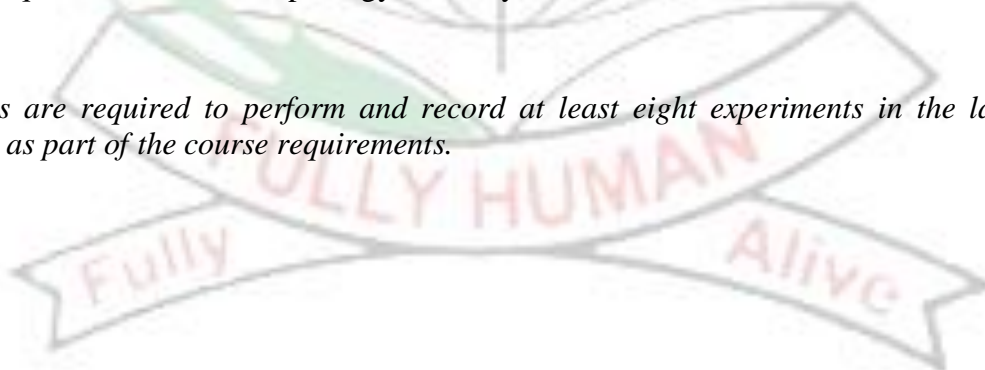 s are required to perform and record at least eight experiments in the la
as part of the course requirements.
FULLY HUMAN
Fully Alive